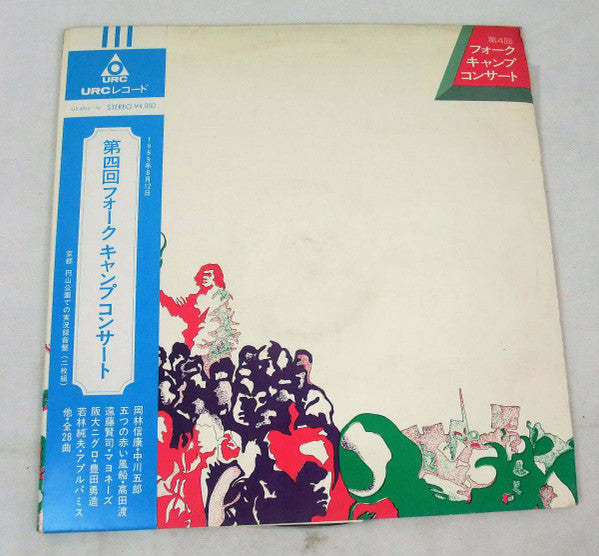 URC
URCレコード
STEREO ¥4,000
1969年8月12日
第四回フォークキャンプコンサート
京都 円山公園での実況録音盤(二枚組)
岡林信康・中川五郎
五つの赤い風船・高田渡
遠藤賢司・マヨネーズ
阪大ニグロ・豊田勇造
若林純夫・アップルパミス
他・全28曲
第4回
フォーク
キャンプ
コンサート